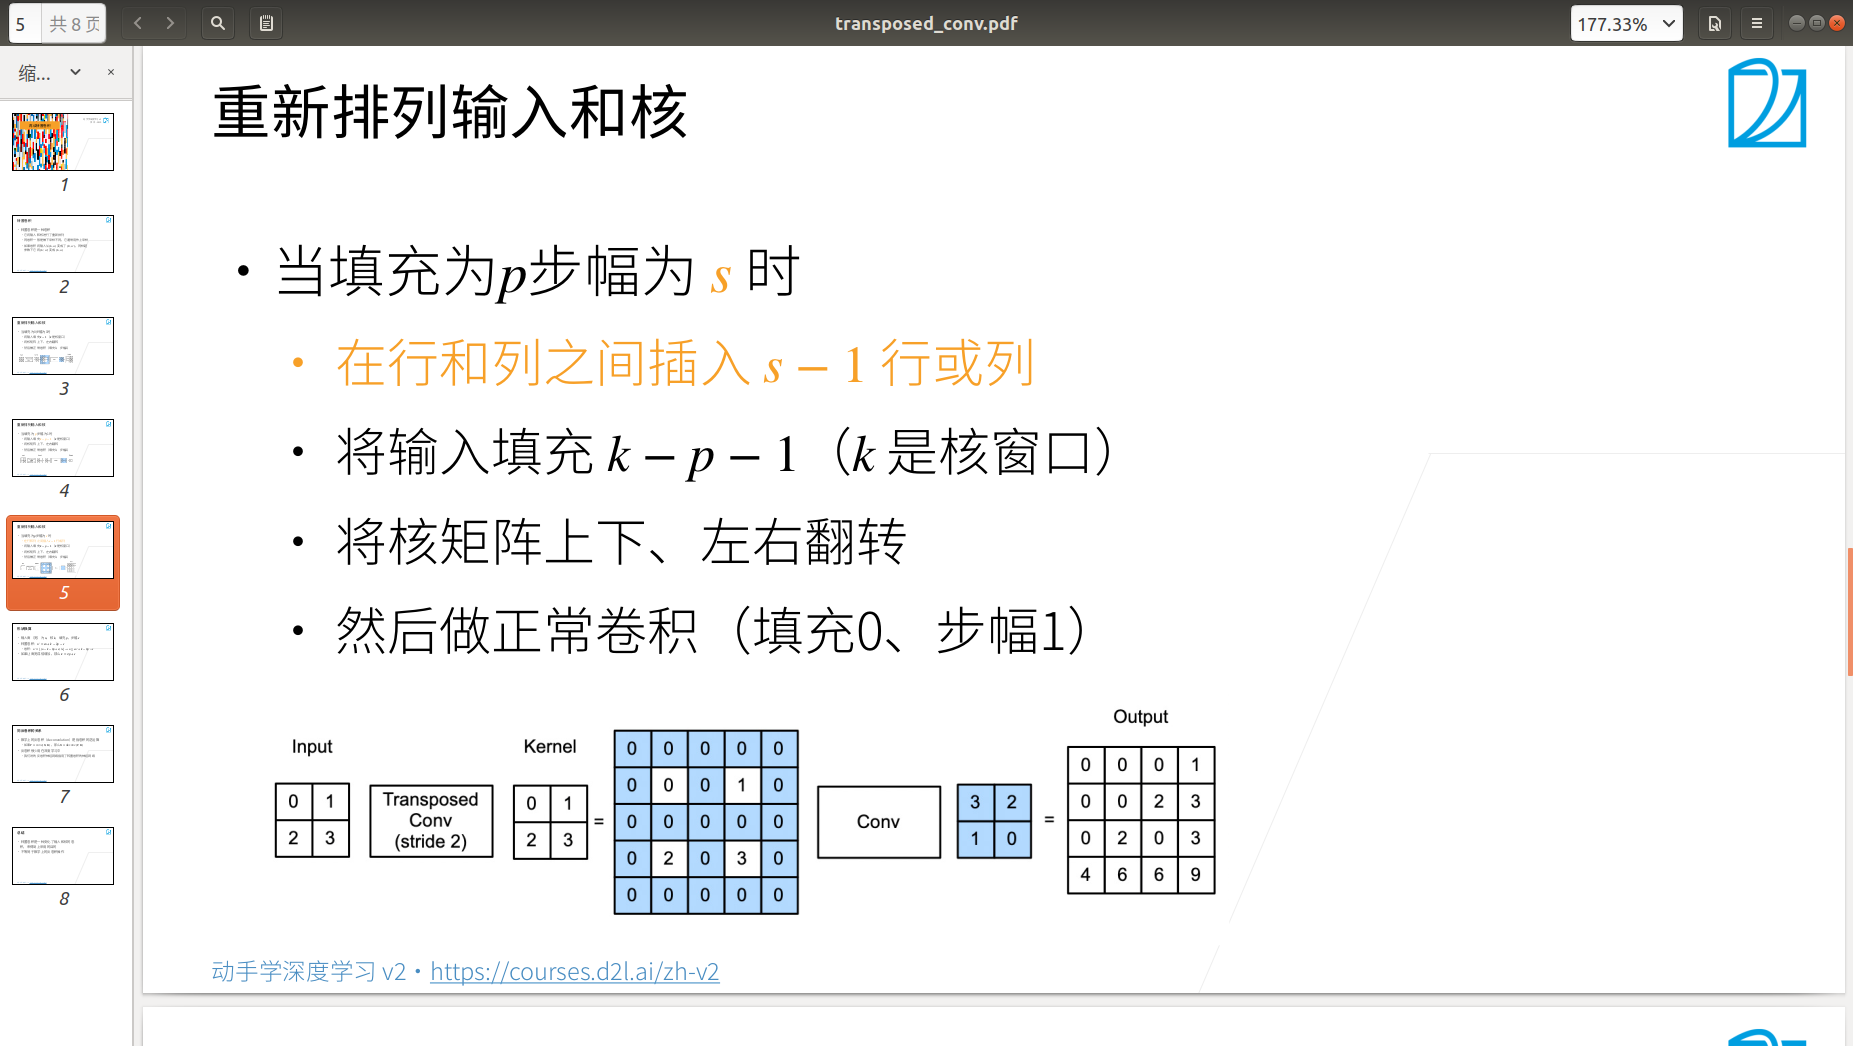 5 共 8 页
transposed_conv.pdf
177.33%
缩...
1
2
3
4
5
6
7
8
重新排列输入和核
• 当填充为p步幅为 s 时
• 在行和列之间插入 s − 1 行或列
• 将输入填充 k − p − 1（k 是核窗口）
• 将核矩阵上下、左右翻转
• 然后做正常卷积（填充0、步幅1）
Input
0 1
2 3
Transposed
Conv
(stride 2)
Kernel
0 1
2 3
=
0 0 0 0 0
0 0 0 1 0
0 0 0 0 0
0 2 0 3 0
0 0 0 0 0
Conv
3 2
1 0
=
Output
0 0 0 1
0 0 2 3
0 2 0 3
4 6 6 9
动手学深度学习 v2 • https://courses.d2l.ai/zh-v2